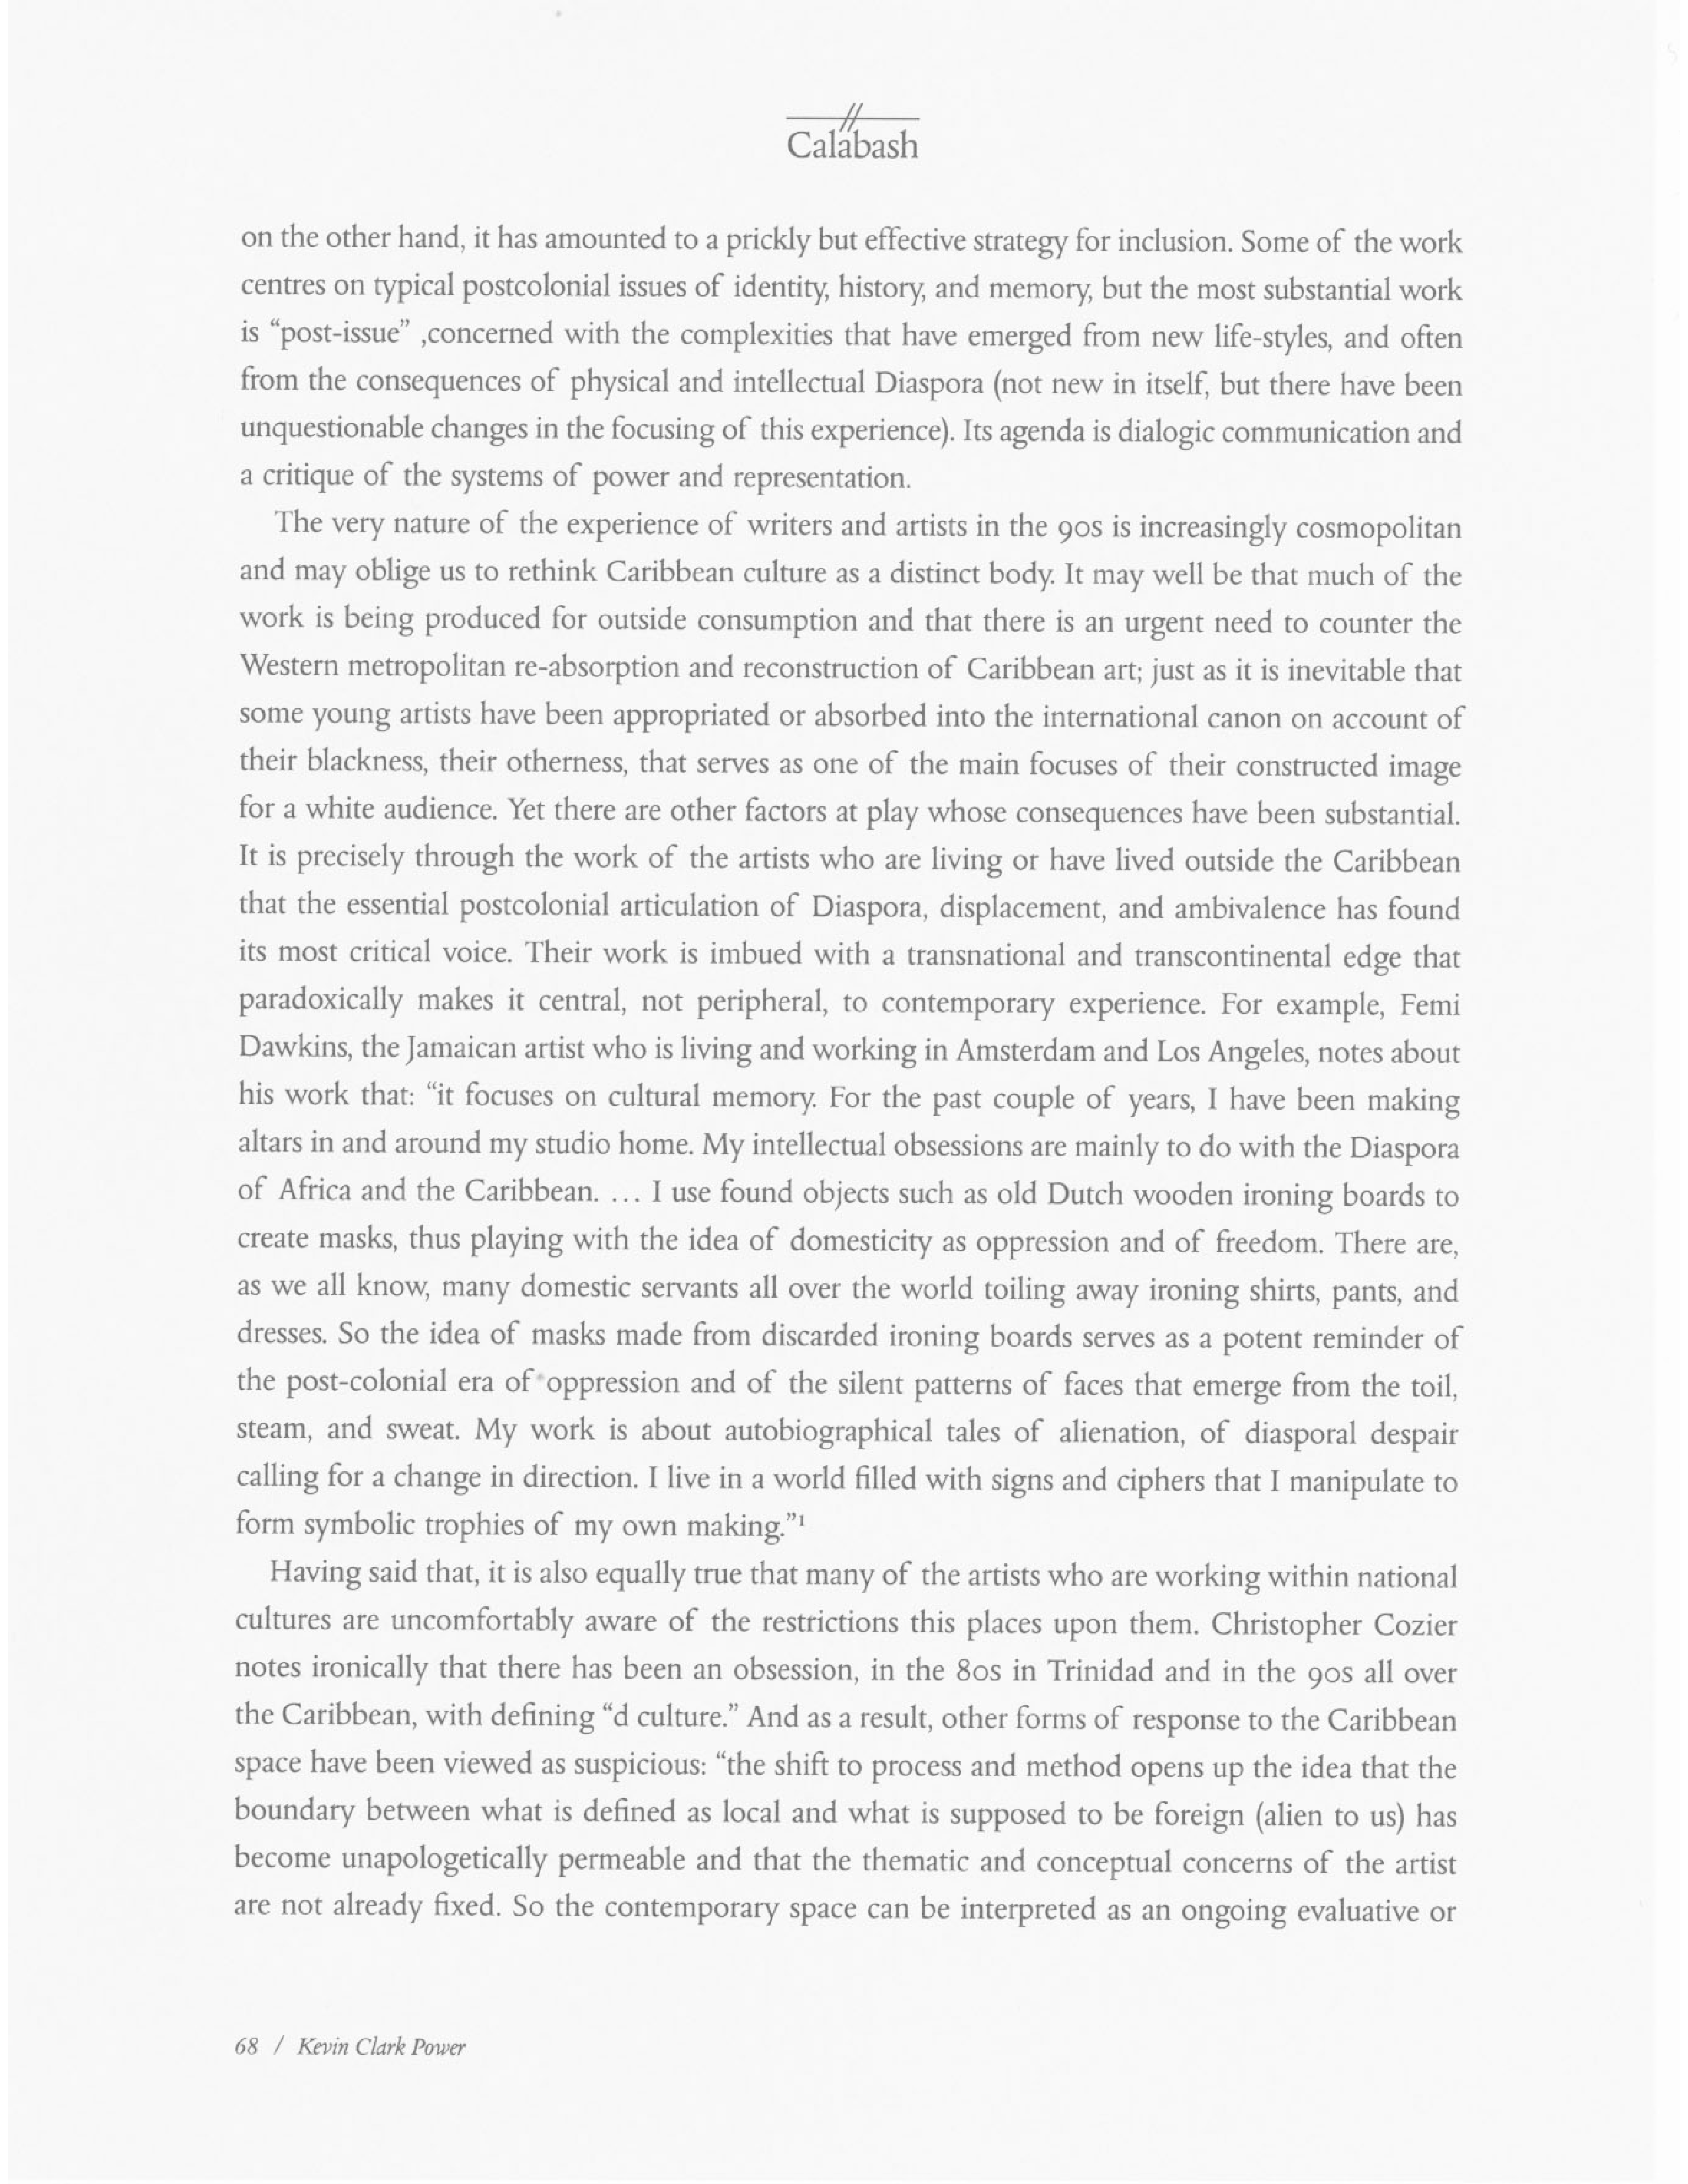 Calabash
on the other hand, it has amounted to a prickly but effective strategy for inclusion. Some of the work
centres on typical postcolonial issues of identity, history, and memory, but the most substantial work
is “post-issue” ,concerned with the complexities that have emerged from new life-styles, and often
from the consequences of physical and intellectual Diaspora (not new in itself, but there have been
unquestionable changes in the focusing of this experience). Its agenda is dialogic communication and
a critique of the systems of power and representation.
The very nature of the experience of writers and artists in the 90s is increasingly cosmopolitan
and may oblige us to rethink Caribbean culture as a distinct body. It may well be that much of the
work is being produced for outside consumption and that there is an urgent need to counter the
Western metropolitan re-absorption and reconstruction of Caribbean art; just as it is inevitable that
some young artists have been appropriated or absorbed into the international canon on account of
their blackness, their otherness, that serves as one of the main focuses of their constructed image
for a white audience. Yet there are other factors at play whose consequences have been substantial.
It is precisely through the work of the artists who are living or have lived outside the Caribbean
that the essential postcolonial articulation of Diaspora, displacement, and ambivalence has found
its most critical voice. Their work is imbued with a transnational and transcontinental edge that
paradoxically makes it central, not peripheral, to contemporary experience. For example, Femi
Dawkins, the Jamaican artist who is living and working in Amsterdam and Los Angeles, notes about
his work that: “it focuses on cultural memory. For the past couple of years, I have been making
altars in and around my studio home. My intellectual obsessions are mainly to do with the Diaspora
of Africa and the Caribbean. … I use found objects such as old Dutch wooden ironing boards to
create masks, thus playing with the idea of domesticity as oppression and of freedom. There are,
as we all know, many domestic servants all over the world toiling away ironing shirts, pants, and
dresses. So the idea of masks made from discarded ironing boards serves as a potent reminder of
the post-colonial era of oppression and of the silent patterns of faces that emerge from the toil,
steam, and sweat. My work is about autobiographical tales of alienation, of diasporal despair
calling for a change in direction. I live in a world filled with signs and ciphers that I manipulate to
form symbolic trophies of my own making.”¹
Having said that, it is also equally true that many of the artists who are working within national
cultures are uncomfortably aware of the restrictions this places upon them. Christopher Cozier
notes ironically that there has been an obsession, in the 80s in Trinidad and in the 90s all over
the Caribbean, with defining “d culture.” And as a result, other forms of response to the Caribbean
space have been viewed as suspicious: “the shift to process and method opens up the idea that the
boundary between what is defined as local and what is supposed to be foreign (alien to us) has
become unapologetically permeable and that the thematic and conceptual concerns of the artist
are not already fixed. So the contemporary space can be interpreted as an ongoing evaluative or
68 / Kevin Clark Power